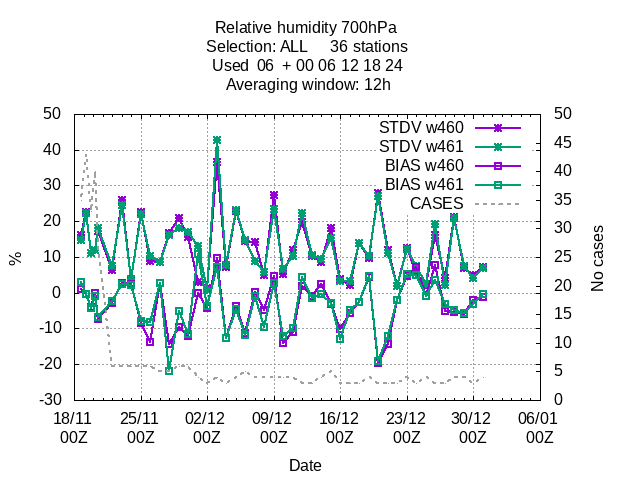 Relative humidity 700hPa
Selection: ALL 36 stations
Used 06 + 00 06 12 18 24
Averaging window: 12h
50 50
STDV w460
45
40 STDV w461
40
BIAS w460
30 35
BIAS w461
20 CASES 30
10 25
% No cases
0 20
15
-10
10
-20 5
-30 0
18/11 25/11 02/12 09/12 16/12 23/12 30/12 06/01
00Z 00Z 00Z 00Z 00Z 00Z 00Z 00Z
Date